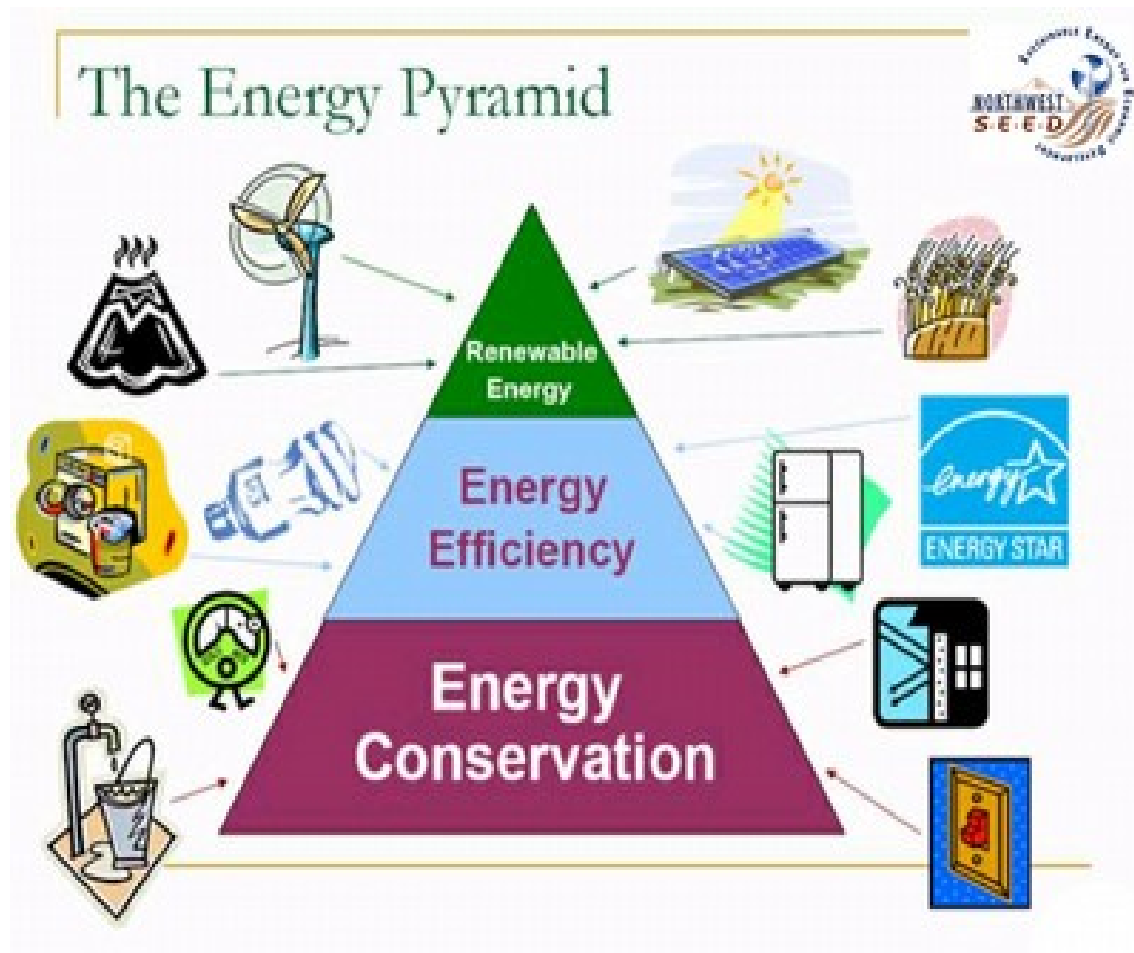 The Energy Pyramid
NORTHWEST
S·E·E·D
Renewable
Energy
Energy
Efficiency
energy
ENERGY STAR
Energy
Conservation